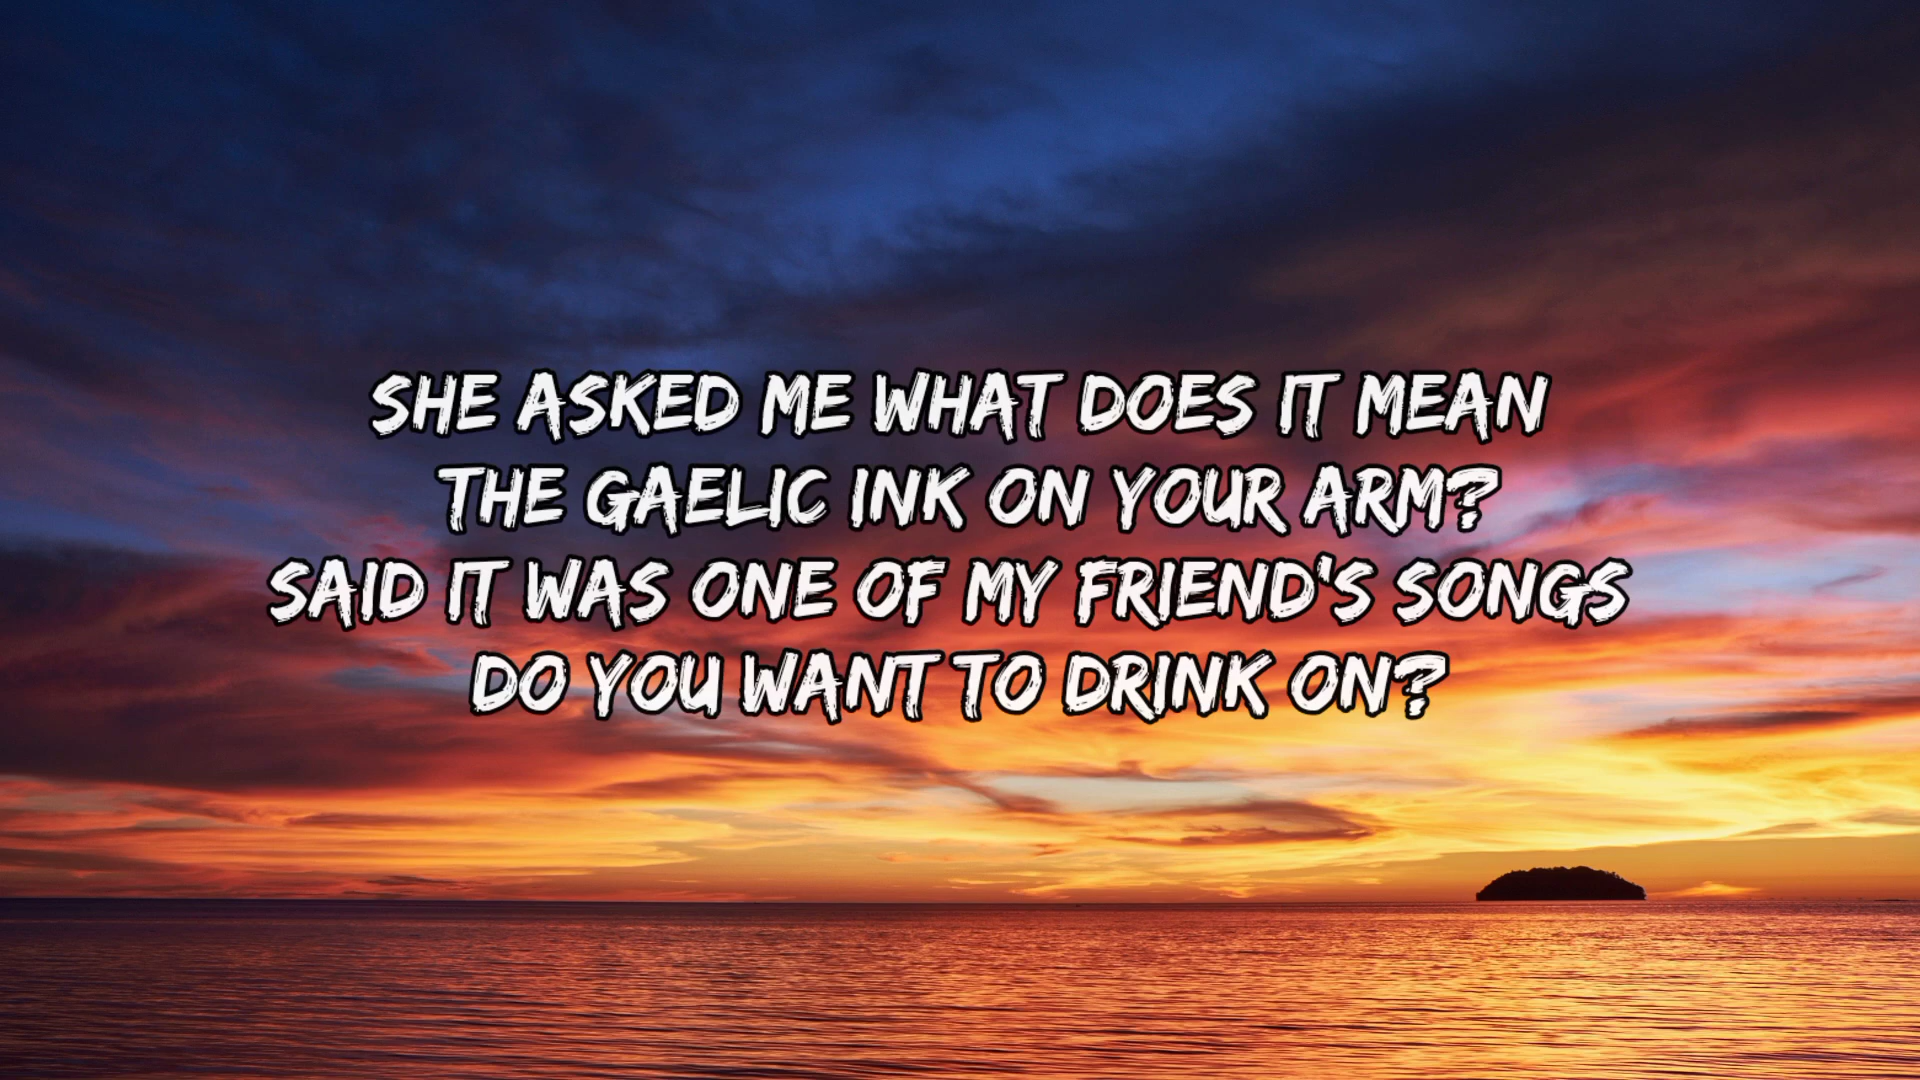 SHE ASKED ME WHAT DOES IT MEAN
THE GAELIC INK ON YOUR ARM?
SAID IT WAS ONE OF MY FRIEND'S SONGS
DO YOU WANT TO DRINK ON?